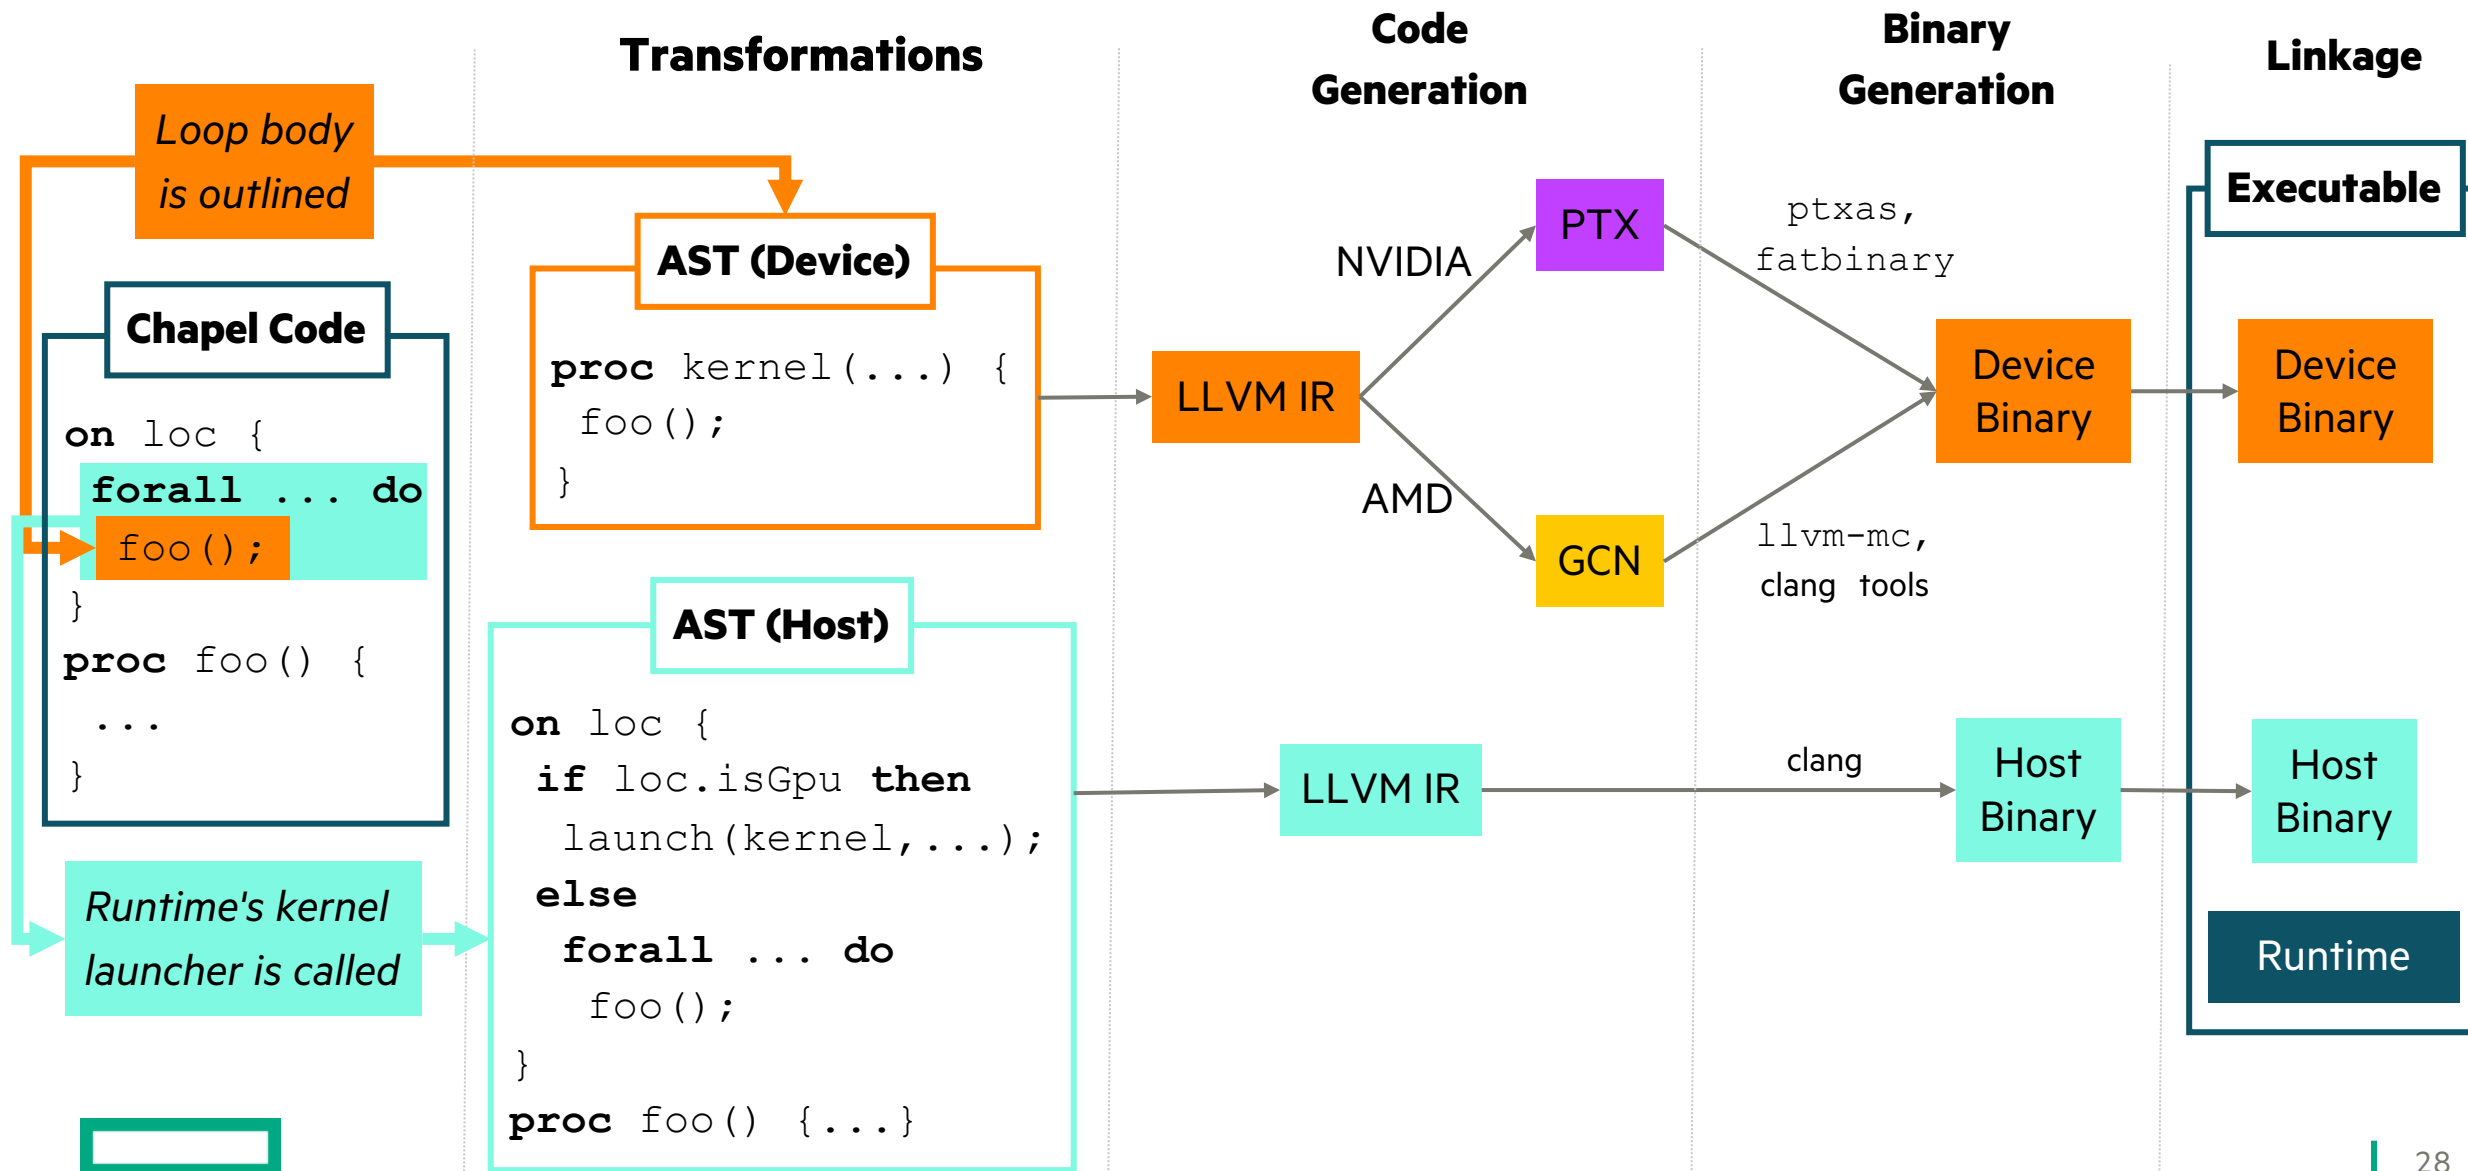 Transformations
Code
Generation
Binary
Generation
Linkage
Loop body
is outlined
Chapel Code
on loc {
forall ... do
foo();
}
proc foo() {
...
}
Runtime's kernel
launcher is called
AST (Device)
proc kernel(...) {
foo();
}
AST (Host)
on loc {
if loc.isGpu then
launch(kernel,...);
else
forall ... do
foo();
}
proc foo() {...}
LLVM IR
NVIDIA
AMD
PTX
GCN
LLVM IR
ptxas,
fatbinary
llvm-mc,
clang tools
clang
Device
Binary
Host
Binary
Executable
Device
Binary
Host
Binary
Runtime
28